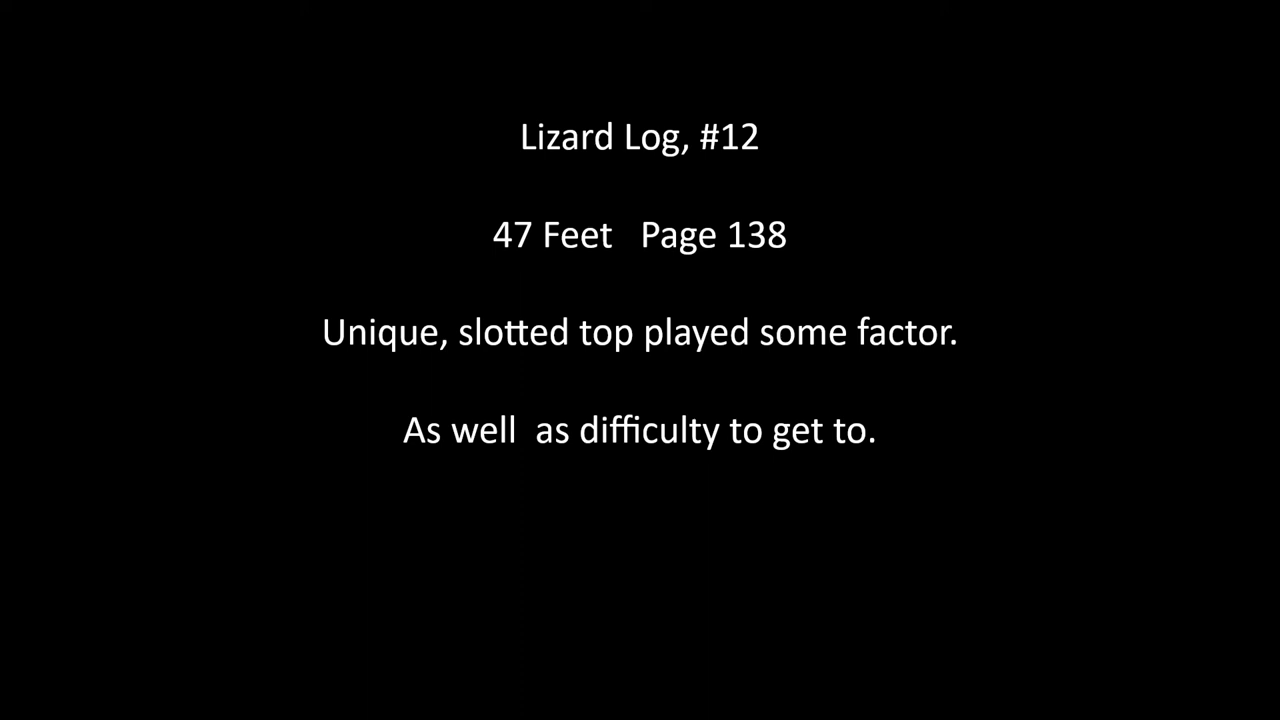 Lizard Log, #12
47 Feet   Page 138
Unique, slotted top played some factor.
As well  as difficulty to get to.